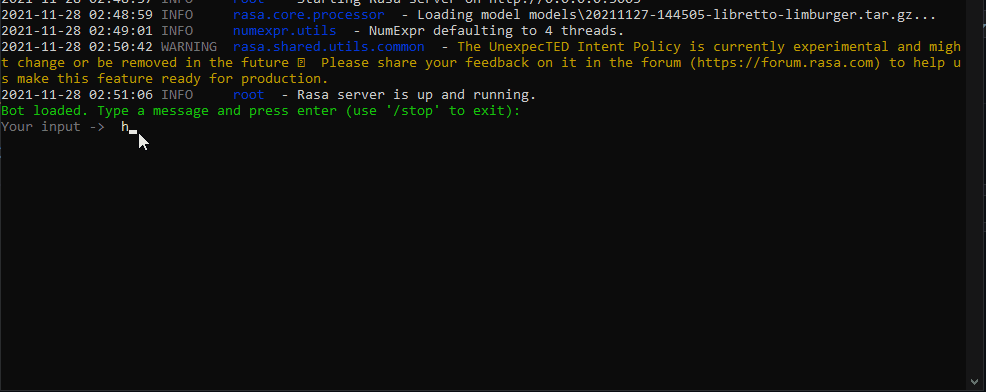 2021-11-28 02:48:57 INFO     root  - Starting Rasa server on http://0.0.0.0:5005
2021-11-28 02:48:59 INFO     rasa.core.processor  - Loading model models\20211127-144505-libretto-limburger.tar.gz...
2021-11-28 02:49:01 INFO     numexpr.utils  - NumExpr defaulting to 4 threads.
2021-11-28 02:50:42 WARNING  rasa.shared.utils.common  - The UnexpecTED Intent Policy is currently experimental and migh
t change or be removed in the future   Please share your feedback on it in the forum (https://forum.rasa.com) to help u
s make this feature ready for production.
2021-11-28 02:51:06 INFO     root  - Rasa server is up and running.
Bot loaded. Type a message and press enter (use '/stop' to exit):
Your input ->  h